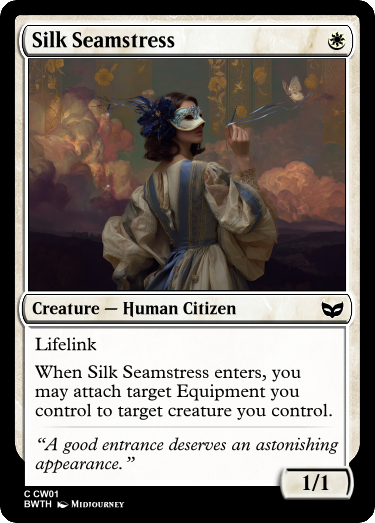 Silk Seamstress
Creature — Human Citizen
Lifelink
When Silk Seamstress enters, you
may attach target Equipment you
control to target creature you control.
“A good entrance deserves an astonishing
appearance.”
1/1
C CW01
BWTH Midjourney